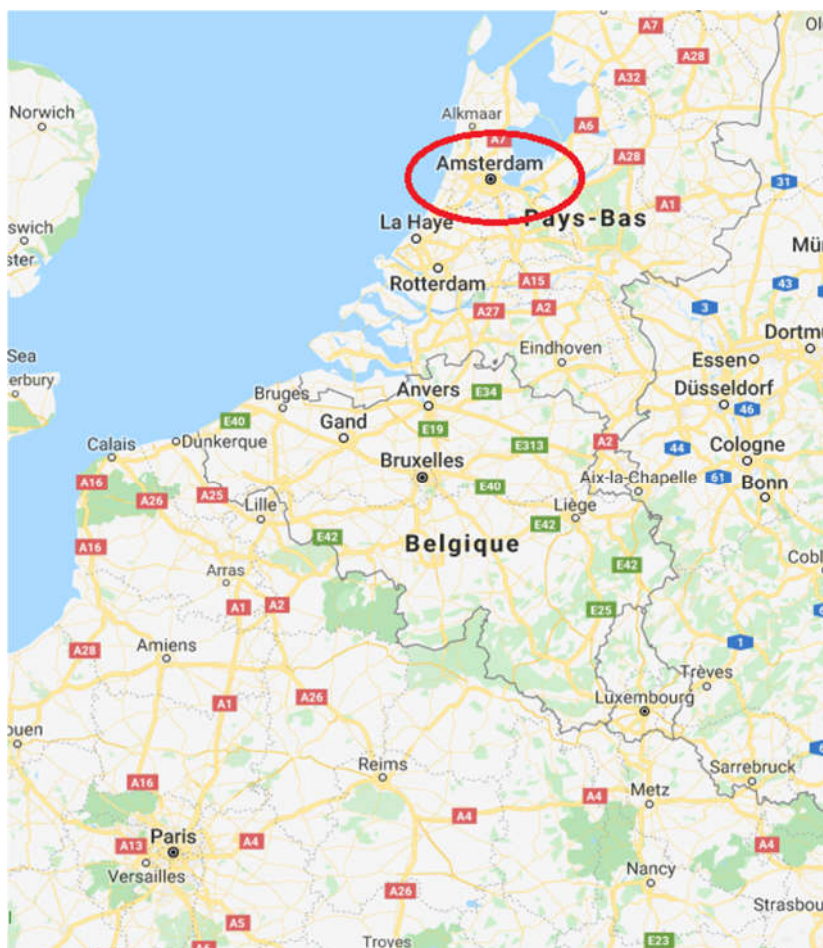 A7
A28
Norwich
A32
Alkmaar
A6
A7
Amsterdam
A28
31
swich
ster
La Haye
Pays-Bas
A1
Mün
43
Rotterdam
A15
A27
A2
3
Dortmu
Sea
Eindhoven
Essen
erbury
Bruges
Anvers
E34
Düsseldorf
46
E40
Gand
E19
E313
A2
44
Calais
Dunkerque
Bruxelles
Cologne
A16
A26
A25
E40
Aix-la-Chapelle
61
Bonn
Lille
Liège
E42
E42
Belgique
A16
E42
Cobl
Arras
A1
A2
E25
A28
Amiens
1
Trèves
A1
A26
Luxembourg
ouen
Reims
Sarrebruck
A16
Metz
A4
A4
Paris
A13
A4
A4
Versailles
Nancy
A26
Strasbou
A5
Troyes
E23